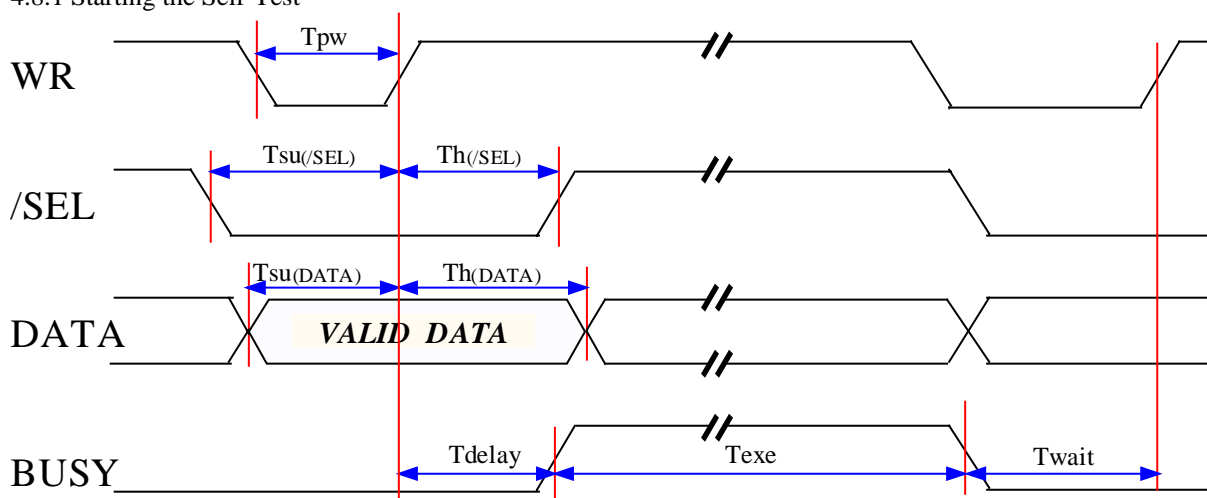 4.8.1 Starting the Self-Test
Tpw
WR
Tsu(/SEL) Th(/SEL)
/SEL
Tsu(DATA) Th(DATA)
DATA VALID DATA
Tdelay Texe Twait
BUSY